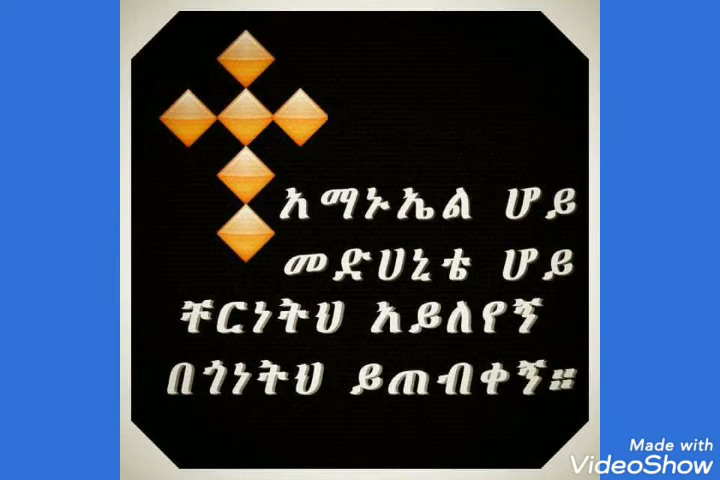 አማኑኤል ሆይ
መድሀኒቴ ሆይ
ቸርነትህ አይለየኝ
በጎነትህ ይጠብቀኝ።።
Made with
VideoShow